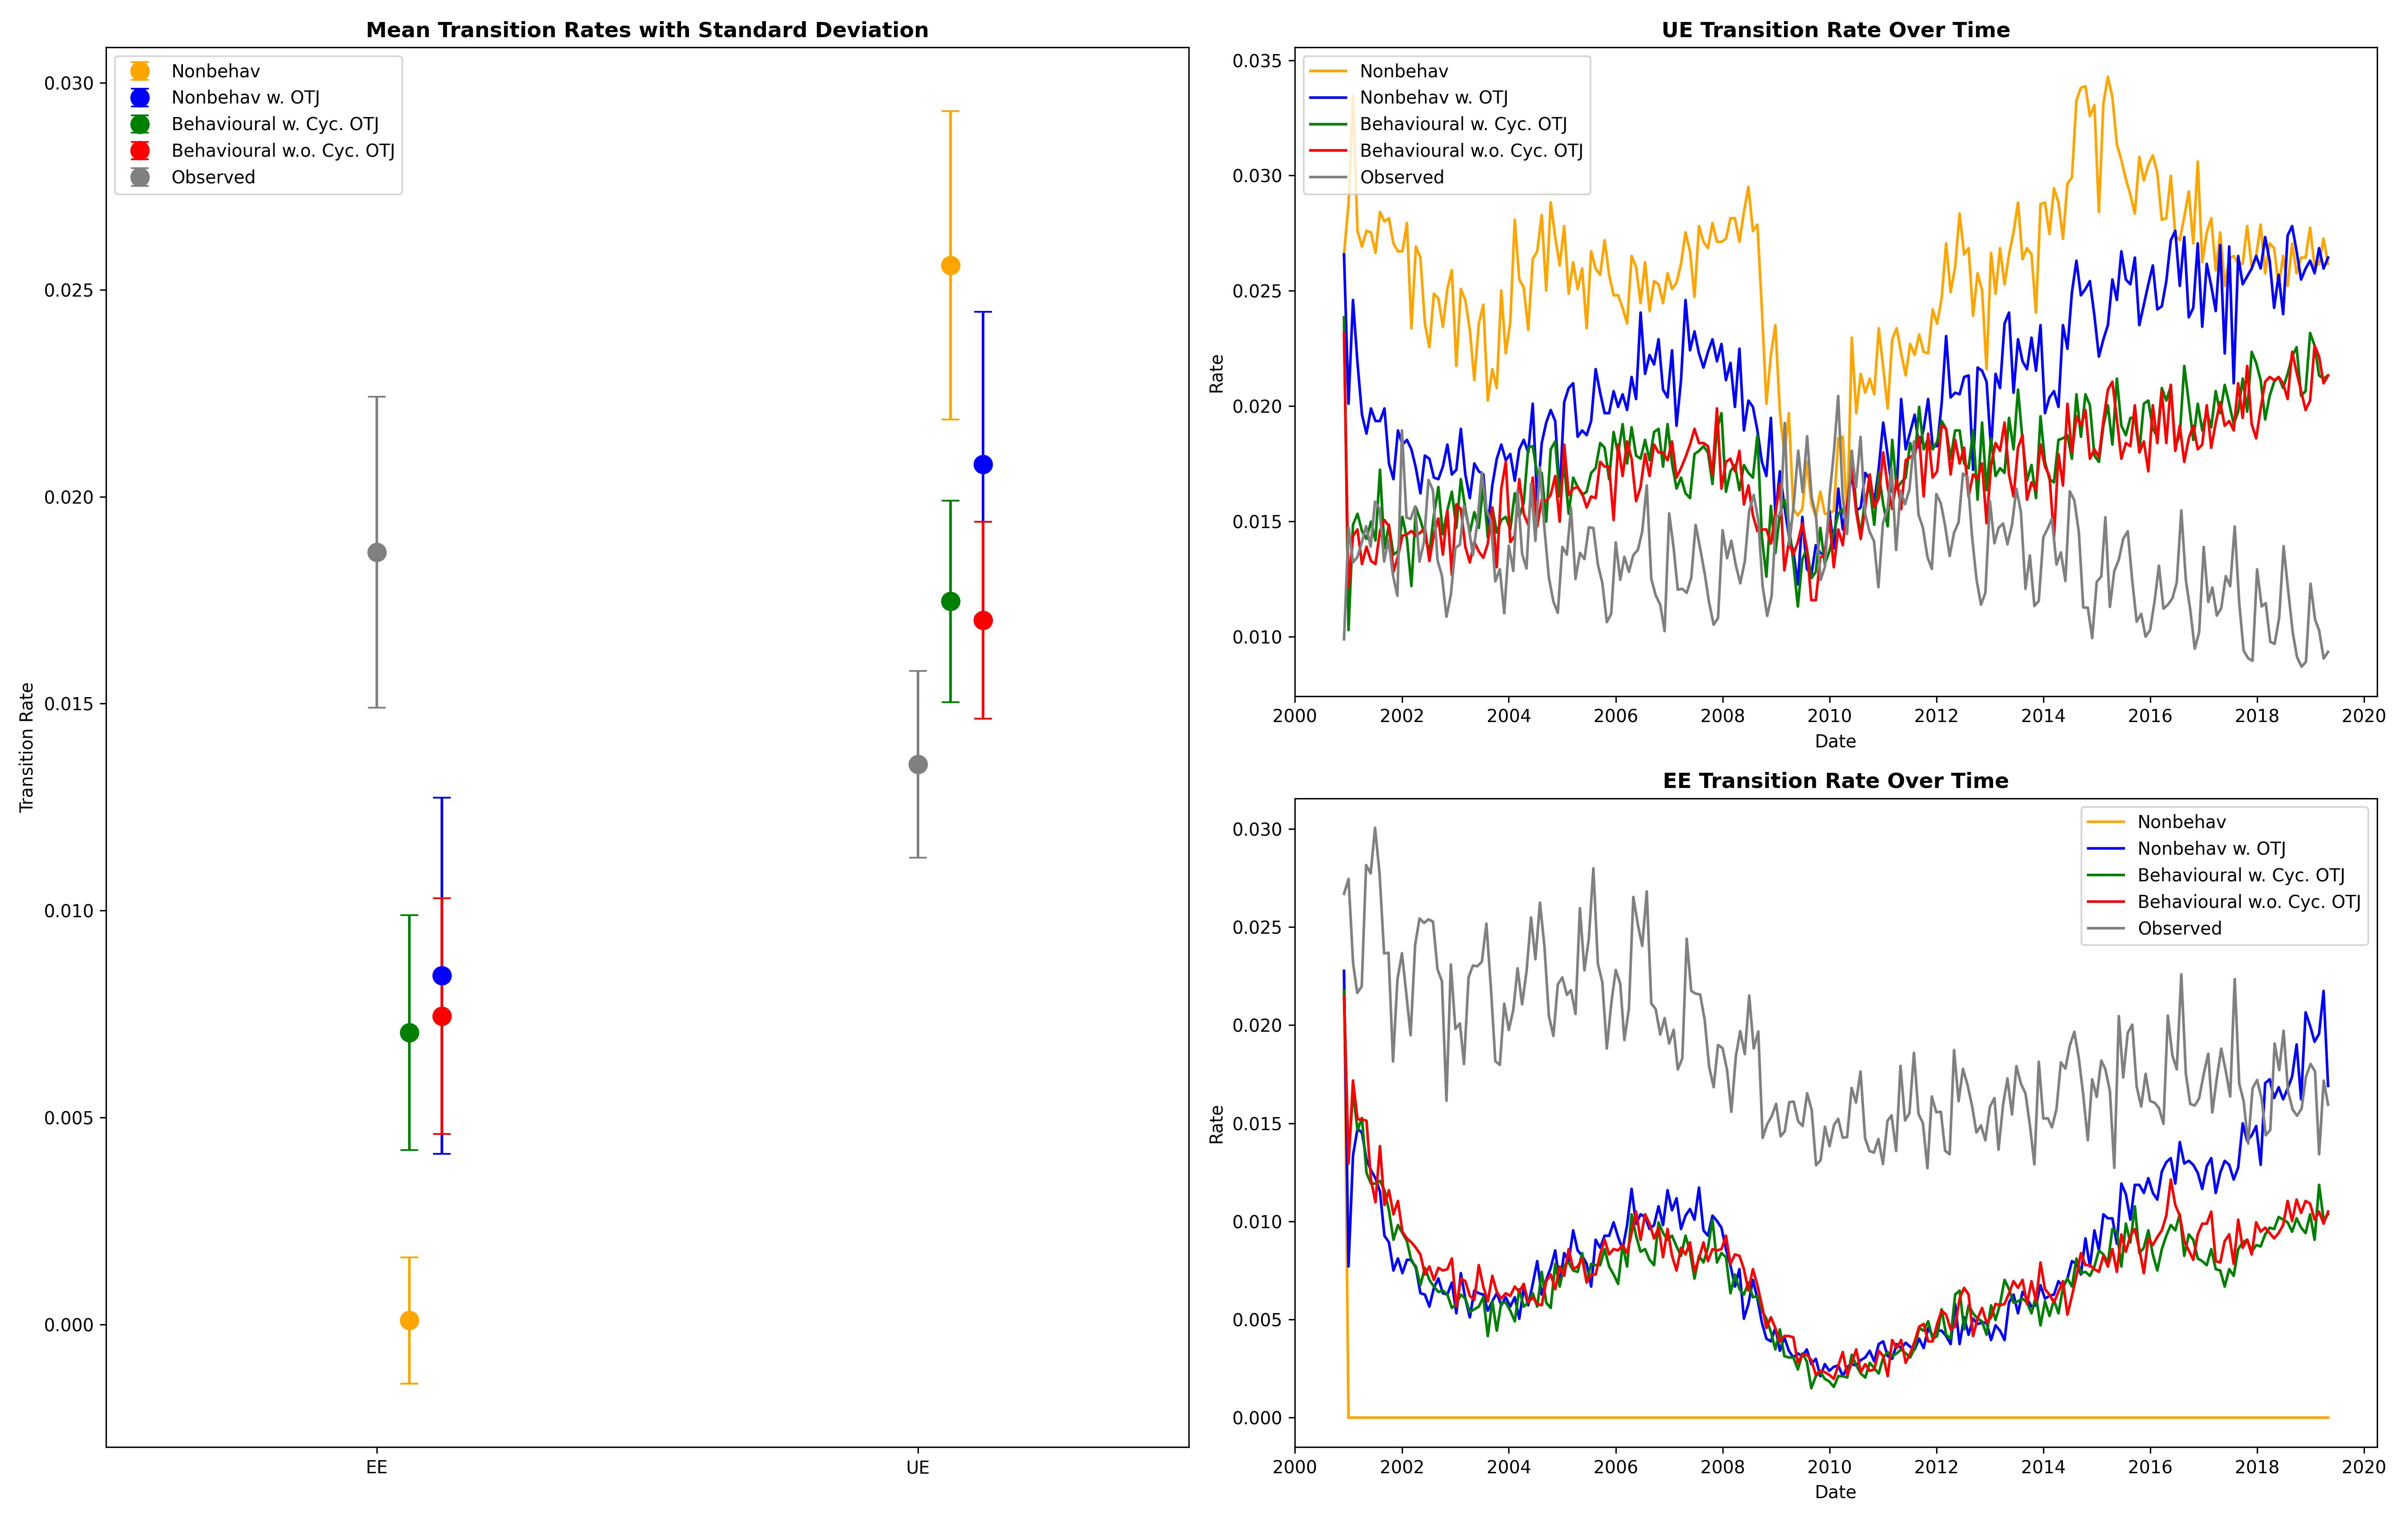 Mean Transition Rates with Standard Deviation
Nonbehav
Nonbehav w. OTJ
Behavioural w. Cyc. OTJ
Behavioural w.o. Cyc. OTJ
Observed
0.030
0.025
0.020
0.015
0.010
0.005
0.000
Transition Rate
EE UE
UE Transition Rate Over Time
Nonbehav
Nonbehav w. OTJ
Behavioural w. Cyc. OTJ
Behavioural w.o. Cyc. OTJ
Observed
0.035
0.030
0.025
0.020
0.015
0.010
Rate
2000 2002 2004 2006 2008 2010 2012 2014 2016 2018 2020
Date
EE Transition Rate Over Time
Nonbehav
Nonbehav w. OTJ
Behavioural w. Cyc. OTJ
Behavioural w.o. Cyc. OTJ
Observed
0.030
0.025
0.020
0.015
0.010
0.005
0.000
Rate
2000 2002 2004 2006 2008 2010 2012 2014 2016 2018 2020
Date